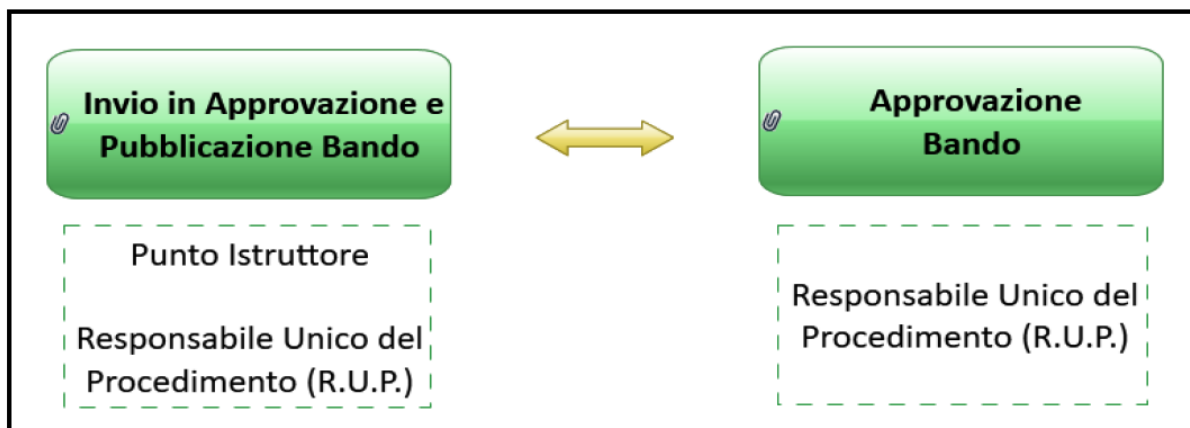 Invio in Approvazione e
Pubblicazione Bando
Approvazione
Bando
Punto Istruttore
Responsabile Unico del
Procedimento (R.U.P.)
Responsabile Unico del
Procedimento (R.U.P.)